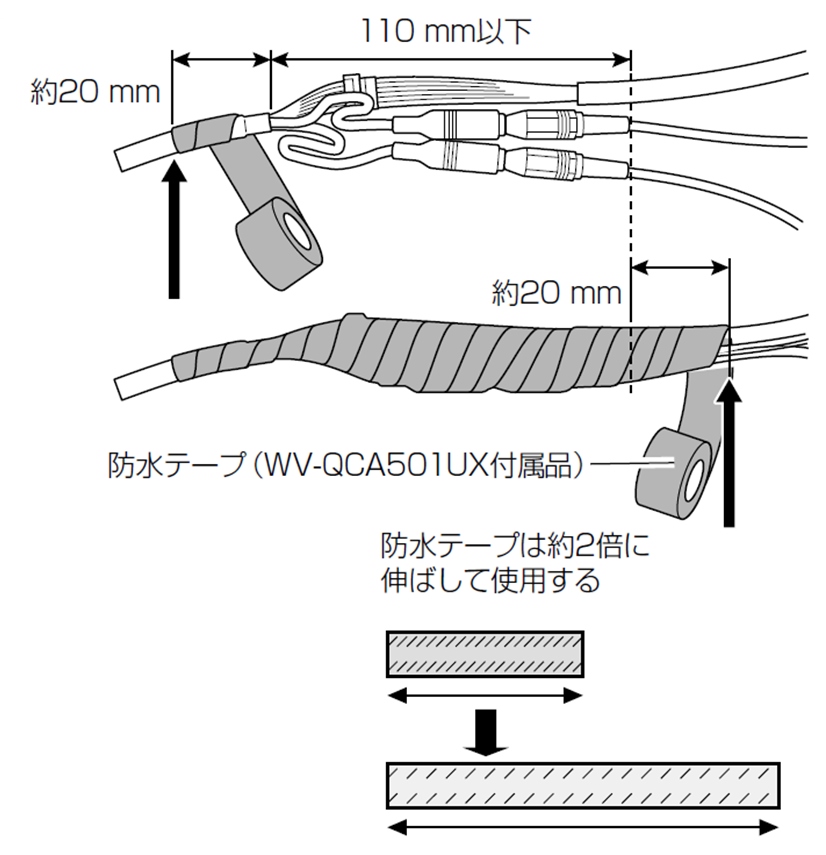 110 mm以下
約20 mm
約20 mm
防水テープ（WV-QCA501UX付属品）
防水テープは約2倍に
伸ばして使用する